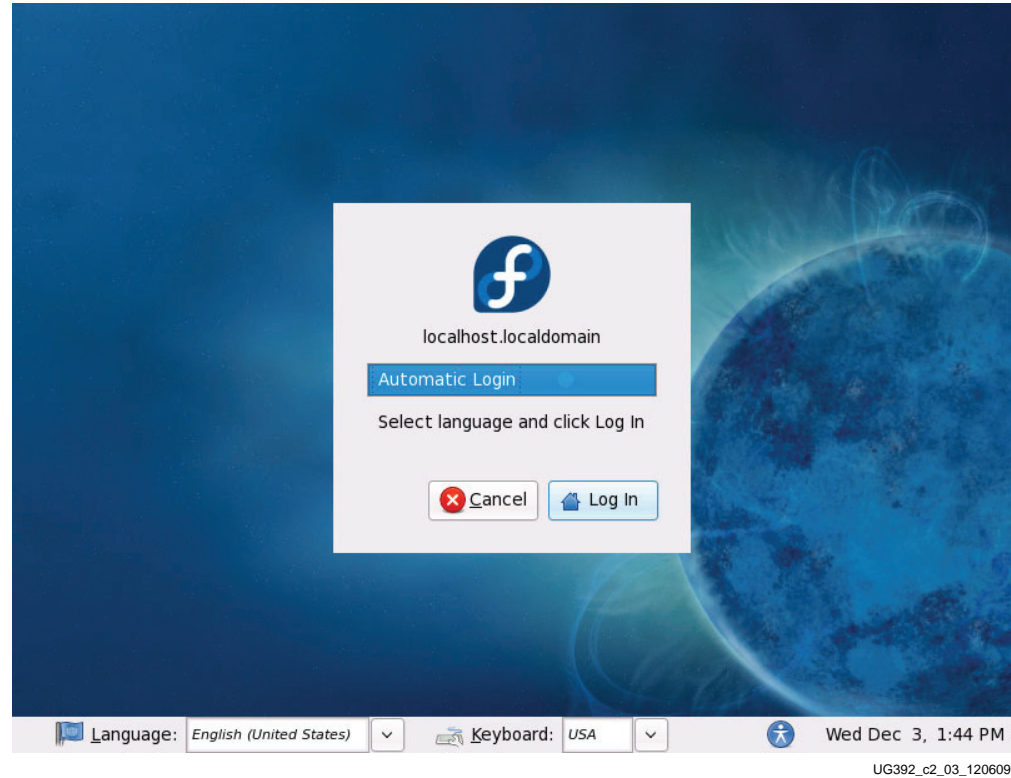 localhost.localdomain
Automatic Login
Select language and click Log In
Cancel
Log In
Language: English (United States) Keyboard: USA Wed Dec 3, 1:44 PM
UG392_c2_03_120609